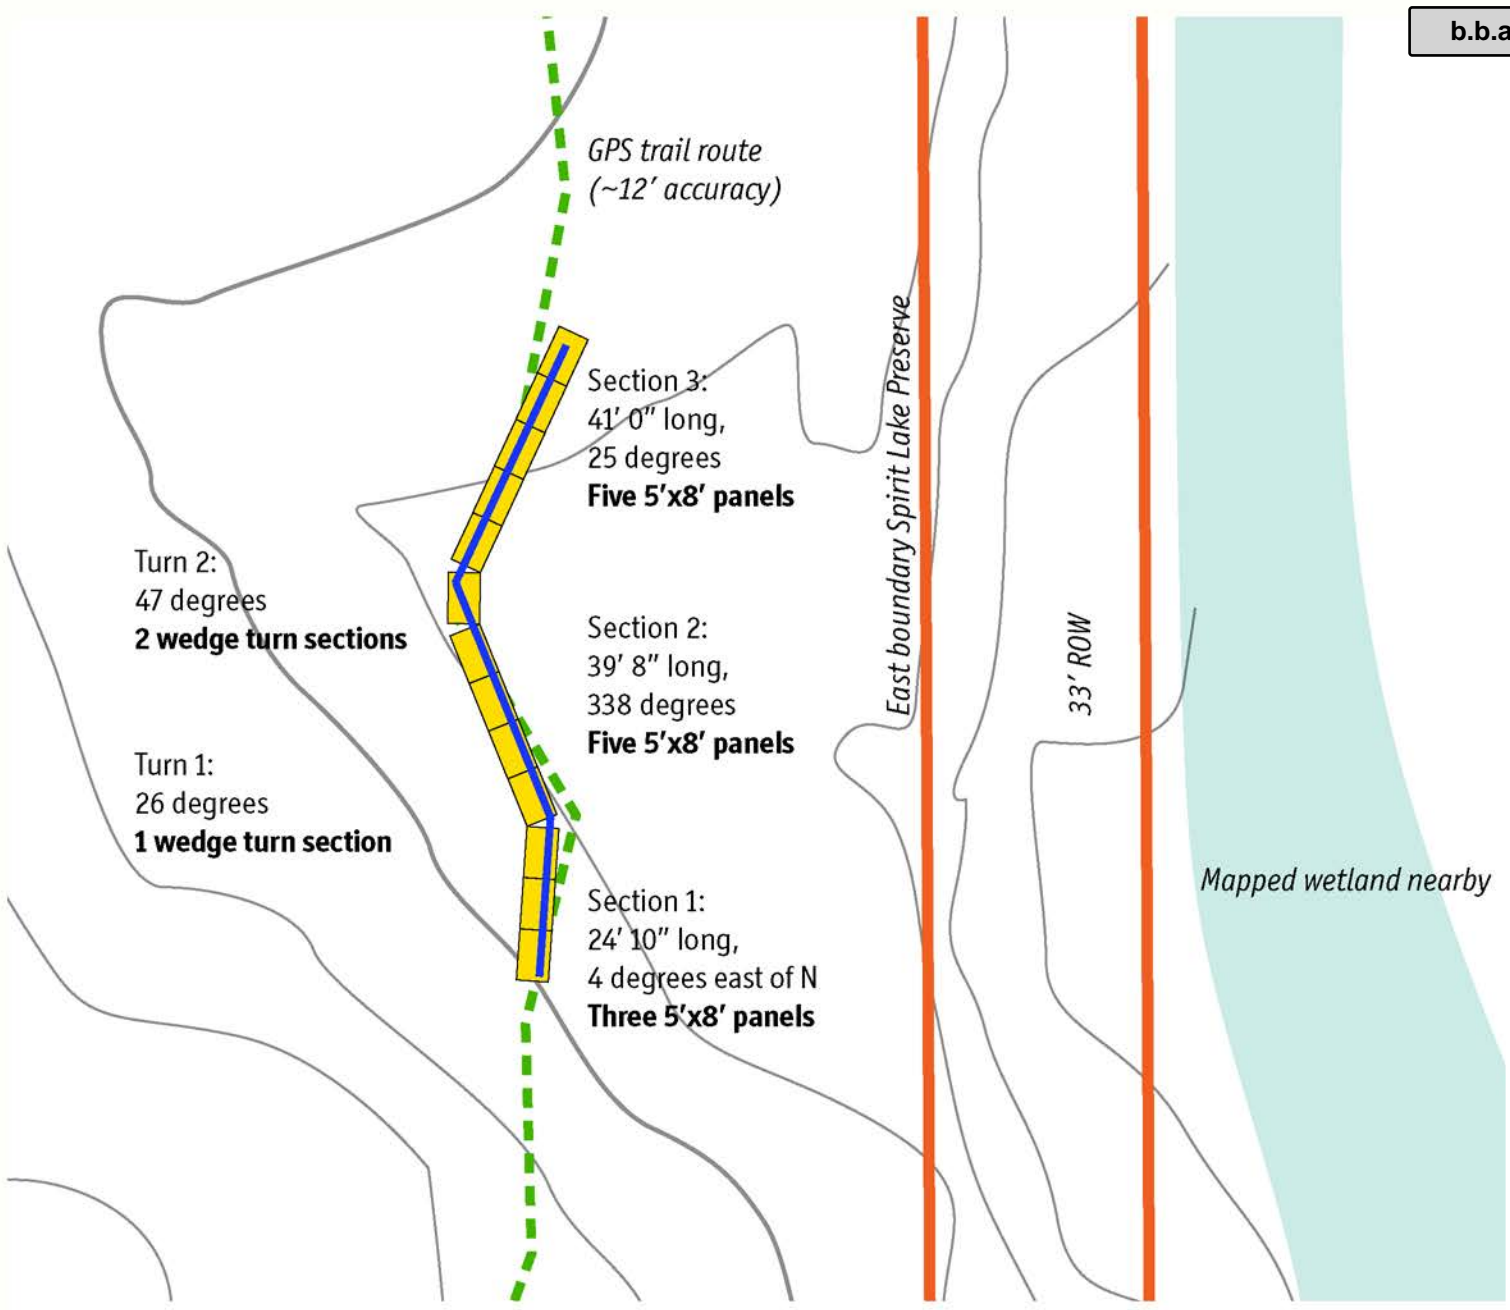 b.b.a
GPS trail route
(~12′ accuracy)
East boundary Spirit Lake Preserve
Section 3:
41′ 0″ long,
25 degrees
Five 5′x8′ panels
Turn 2:
47 degrees
2 wedge turn sections
Section 2:
39′ 8″ long,
338 degrees
Five 5′x8′ panels
33′ ROW
Turn 1:
26 degrees
1 wedge turn section
Mapped wetland nearby
Section 1:
24′ 10″ long,
4 degrees east of N
Three 5′x8′ panels